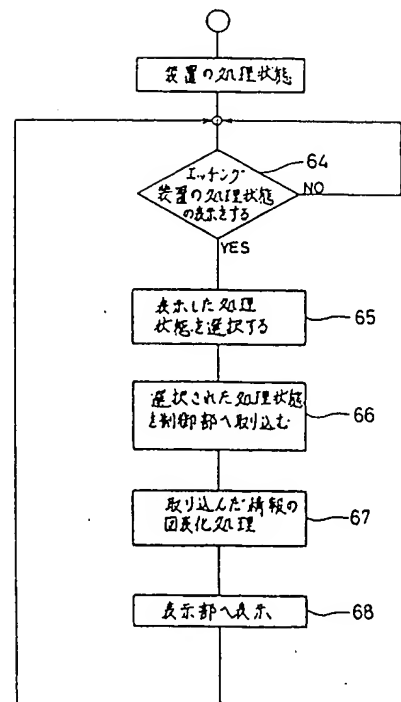 装置の処理状態
エッチング
装置の処理状態
の表示をする
64
NO
YES
表示した処理
状態を選択する
65
選択された処理状態
を制御部へ取り込む
66
取り込んだ情報の
図表化処理
67
表示部へ表示
68